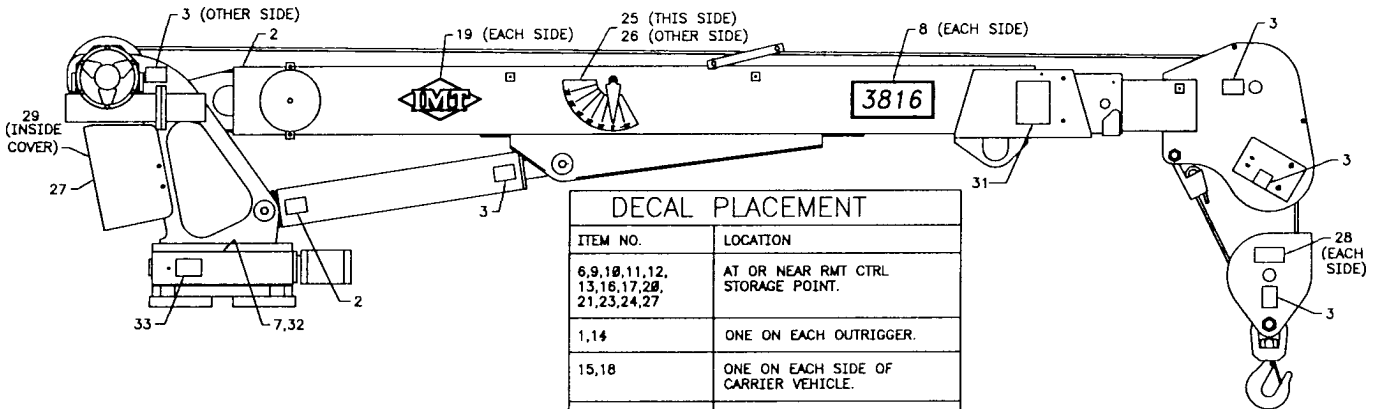 3 (OTHER SIDE)
2
19 (EACH SIDE)
25 (THIS SIDE)
26 (OTHER SIDE)
8 (EACH SIDE)
3
IMT
3816
29
(INSIDE
COVER)
27
3
31
3
2
33
7,32
28
(EACH
SIDE)
3
DECAL PLACEMENT
ITEM NO. LOCATION
6,9,10,11,12, AT OR NEAR RMT CTRL
13,16,17,20, STORAGE POINT.
21,23,24,27
1,14 ONE ON EACH OUTRIGGER.
15,18 ONE ON EACH SIDE OF
CARRIER VEHICLE.